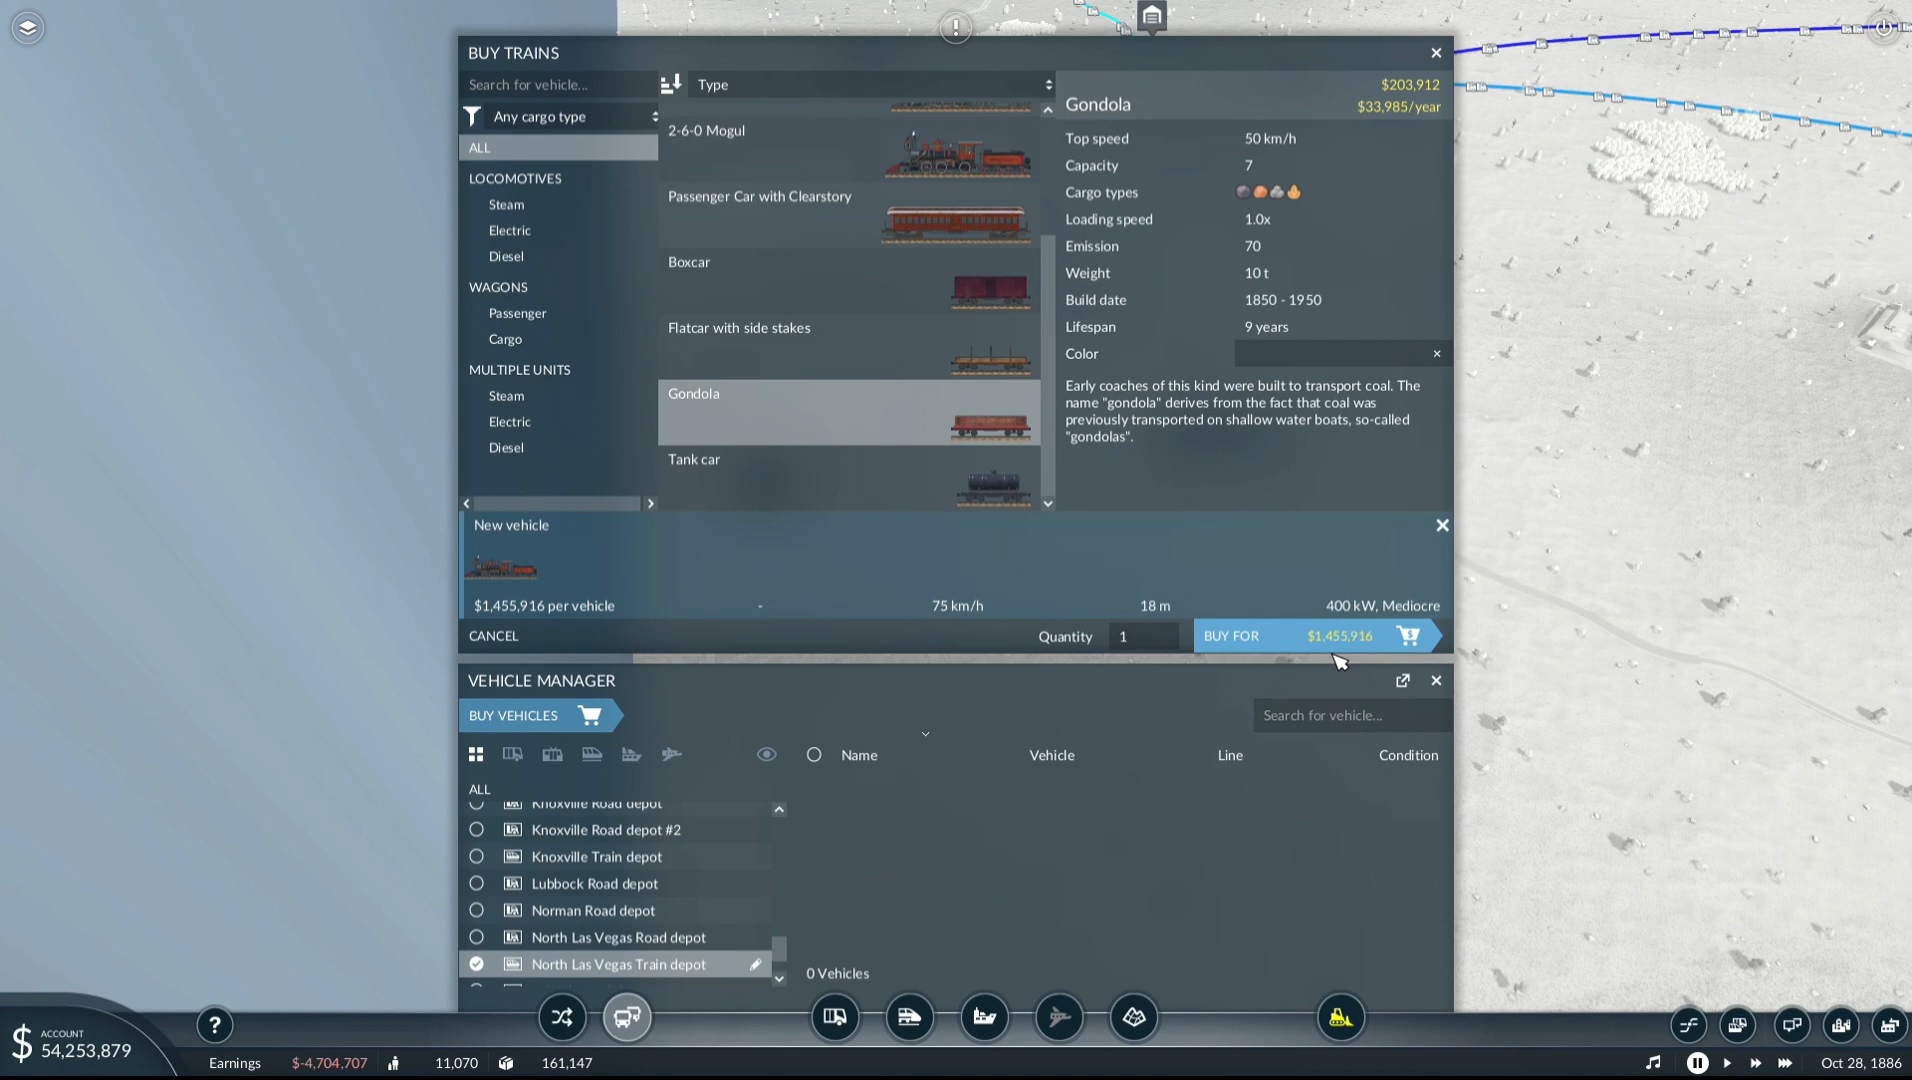 BUY TRAINS
Search for vehicle...
Type
Any cargo type
ALL
LOCOMOTIVES
Steam
Electric
Diesel
WAGONS
Passenger
Cargo
MULTIPLE UNITS
Steam
Electric
Diesel
2-6-0 Mogul
Passenger Car with Clearstory
Boxcar
Flatcar with side stakes
Gondola
Tank car
$203,912
Gondola
$33,985/year
Top speed 50 km/h
Capacity 7
Cargo types
Loading speed 1.0x
Emission 70
Weight 10 t
Build date 1850 - 1950
Lifespan 9 years
Color
Early coaches of this kind were built to transport coal. The
name "gondola" derives from the fact that coal was
previously transported on shallow water boats, so-called
"gondolas".
New vehicle
$1,455,916 per vehicle - 75 km/h 18 m 400 kW, Mediocre
CANCEL Quantity 1 BUY FOR $1,455,916
VEHICLE MANAGER
BUY VEHICLES Search for vehicle...
Name Vehicle Line Condition
ALL
Knoxville Road depot
Knoxville Road depot #2
Knoxville Train depot
Lubbock Road depot
Norman Road depot
North Las Vegas Road depot
North Las Vegas Train depot
0 Vehicles
$ ACCOUNT
54,253,879
?
Earnings $-4,704,707 11,070 161,147 Oct 28, 1886